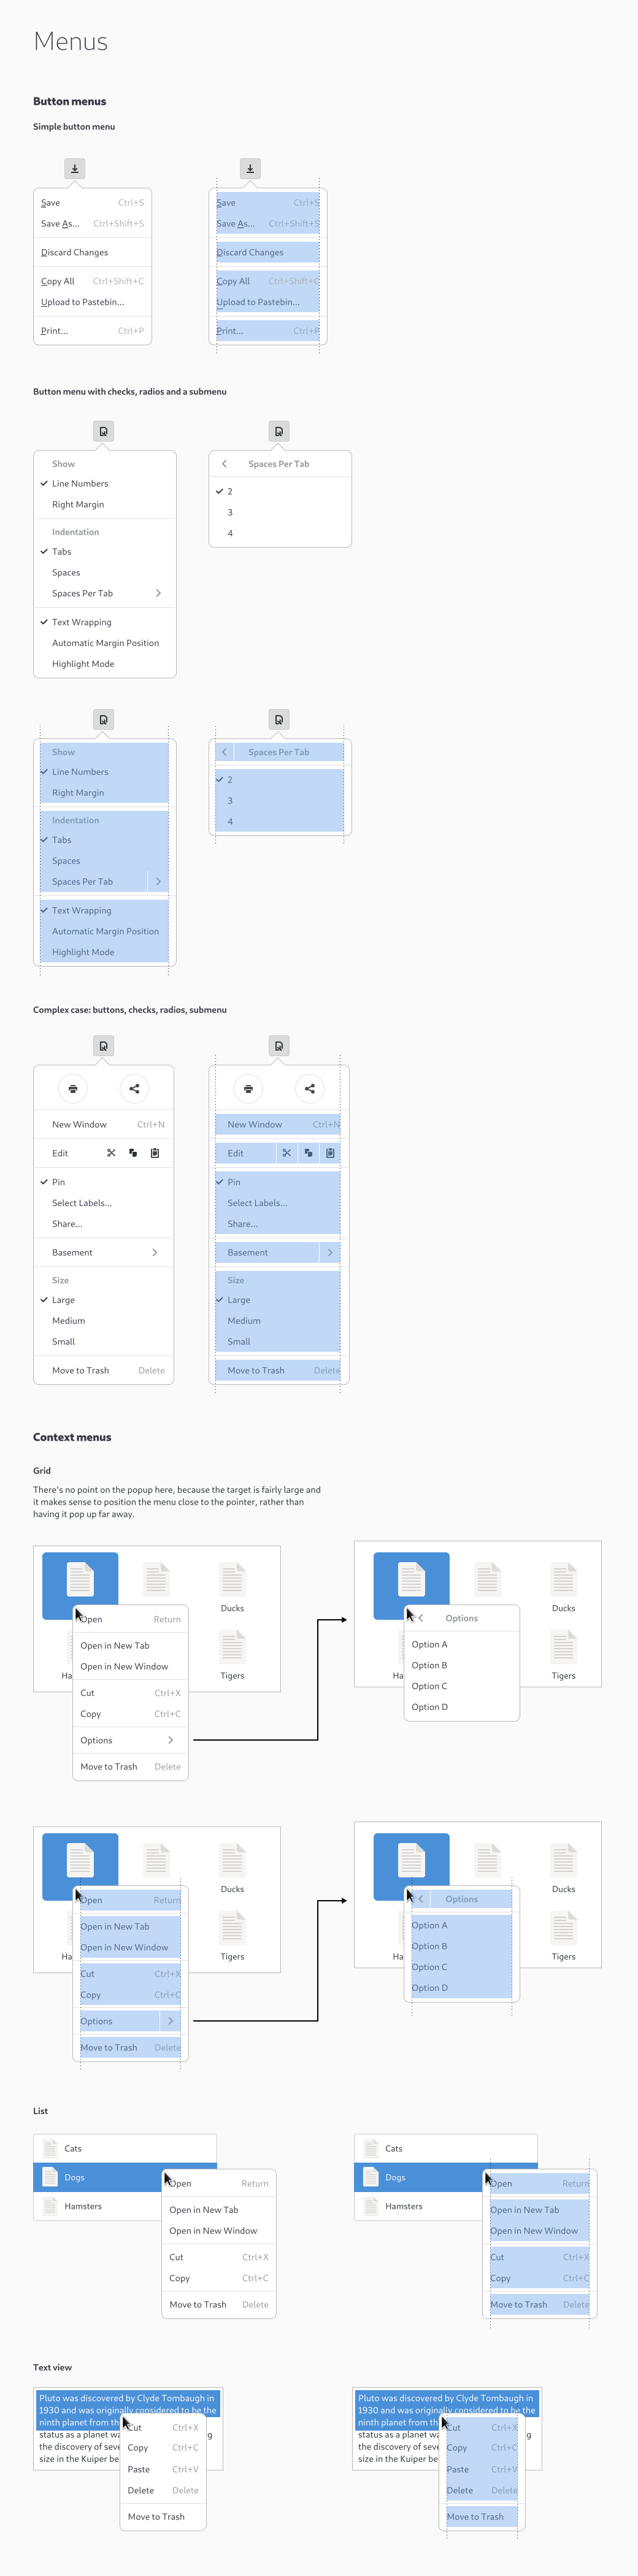 Menus
Button menus
Simple button menu
Save Ctrl+S
Save As... Ctrl+Shift+S
Discard Changes
Copy All Ctrl+Shift+C
Upload to Pastebin...
Print... Ctrl+P
Save Ctrl+S
Save As... Ctrl+Shift+S
Discard Changes
Copy All Ctrl+Shift+C
Upload to Pastebin...
Print... Ctrl+P
Button menu with checks, radios and a submenu
Show
Line Numbers
Right Margin
Indentation
Tabs
Spaces
Spaces Per Tab
Text Wrapping
Automatic Margin Position
Highlight Mode
Spaces Per Tab
2
3
4
Show
Line Numbers
Right Margin
Indentation
Tabs
Spaces
Spaces Per Tab
Text Wrapping
Automatic Margin Position
Highlight Mode
Spaces Per Tab
2
3
4
Complex case: buttons, checks, radios, submenu
New Window Ctrl+N
Edit
Pin
Select Labels...
Share...
Basement
Size
Large
Medium
Small
Move to Trash Delete
New Window Ctrl+N
Edit
Pin
Select Labels...
Share...
Basement
Size
Large
Medium
Small
Move to Trash Delete
Context menus
Grid
There's no point on the popup here, because the target is fairly large and
it makes sense to position the menu close to the pointer, rather than
having it pop up far away.
Ducks
Ha
Tigers
Open Return
Open in New Tab
Open in New Window
Cut Ctrl+X
Copy Ctrl+C
Options
Move to Trash Delete
Ducks
Ha
Tigers
Options
Option A
Option B
Option C
Option D
Ducks
Ha
Tigers
Open Return
Open in New Tab
Open in New Window
Cut Ctrl+X
Copy Ctrl+C
Options
Move to Trash Delete
Ducks
Ha
Tigers
Options
Option A
Option B
Option C
Option D
List
Cats
Dogs
Hamsters
Open Return
Open in New Tab
Open in New Window
Cut Ctrl+X
Copy Ctrl+C
Move to Trash Delete
Cats
Dogs
Hamsters
Open Return
Open in New Tab
Open in New Window
Cut Ctrl+X
Copy Ctrl+C
Move to Trash Delete
Text view
Pluto was discovered by Clyde Tombaugh in
1930 and was originally considered to be the
ninth planet from th
status as a planet wa g
the discovery of seve
size in the Kuiper be
Cut Ctrl+X
Copy Ctrl+C
Paste Ctrl+V
Delete Delete
Move to Trash
Pluto was discovered by Clyde Tombaugh in
1930 and was originally considered to be the
ninth planet from th
status as a planet wa g
the discovery of seve
size in the Kuiper be
Cut Ctrl+X
Copy Ctrl+C
Paste Ctrl+V
Delete Delete
Move to Trash